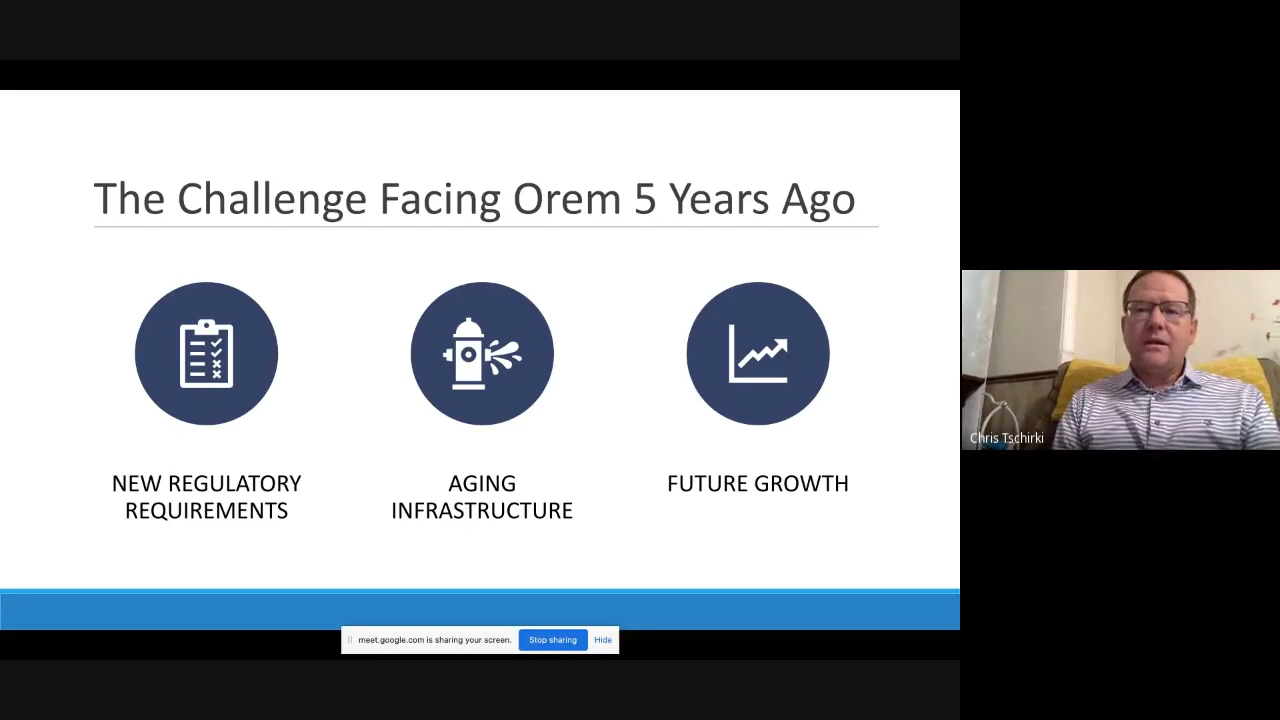 The Challenge Facing Orem 5 Years Ago
NEW REGULATORY
REQUIREMENTS
AGING
INFRASTRUCTURE
FUTURE GROWTH
Chris Tschirki
meet.google.com is sharing your screen.
Stop sharing
Hide